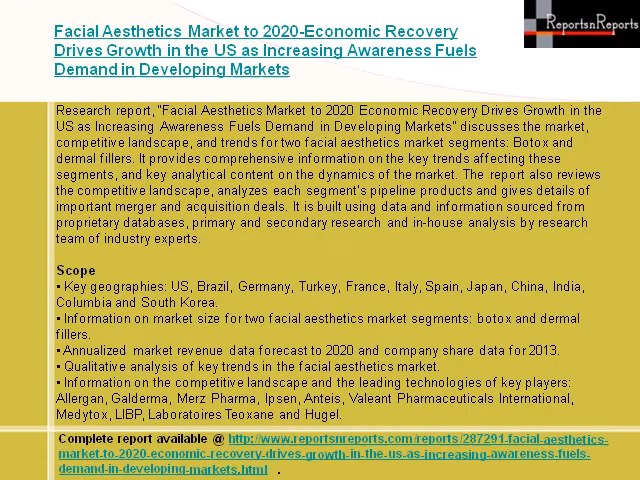 Facial Aesthetics Market to 2020-Economic Recovery
Drives Growth in the US as Increasing Awareness Fuels
Demand in Developing Markets
ReportsnReports
Research report, "Facial Aesthetics Market to 2020 Economic Recovery Drives Growth in the
US as Increasing Awareness Fuels Demand in Developing Markets" discusses the market,
competitive landscape, and trends for two facial aesthetics market segments: Botox and
dermal fillers. It provides comprehensive information on the key trends affecting these
segments, and key analytical content on the dynamics of the market. The report also reviews
the competitive landscape, analyzes each segment's pipeline products and gives details of
important merger and acquisition deals. It is built using data and information sourced from
proprietary databases, primary and secondary research and in-house analysis by research
team of industry experts.
Scope
• Key geographies: US, Brazil, Germany, Turkey, France, Italy, Spain, Japan, China, India,
Columbia and South Korea.
• Information on market size for two facial aesthetics market segments: botox and dermal
fillers.
• Annualized market revenue data forecast to 2020 and company share data for 2013.
• Qualitative analysis of key trends in the facial aesthetics market.
• Information on the competitive landscape and the leading technologies of key players:
Allergan, Galderma, Merz Pharma, Ipsen, Anteis, Valeant Pharmaceuticals International,
Medytox, LIBP, Laboratoires Teoxane and Hugel.
Complete report available @ http://www.reportsnreports.com/reports/287291-facial-aesthetics-
market-to-2020-economic-recovery-drives-growth-in-the-us-as-increasing-awareness-fuels-
demand-in-developing-markets.html .